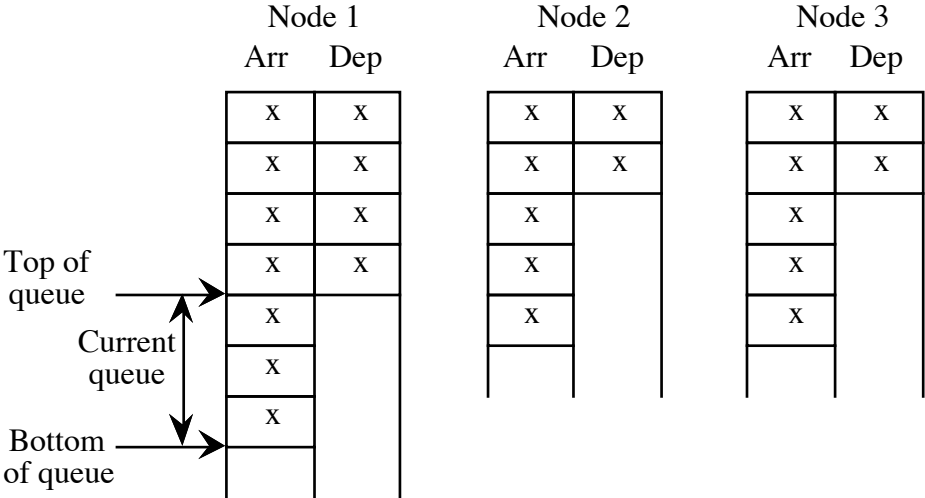 Node 1 Node 2 Node 3
Arr Dep Arr Dep Arr Dep
x x x x x x
x x x x x x
x x x x
x x x x
x x x
x
x
Top of
queue
Current
queue
Bottom
of queue